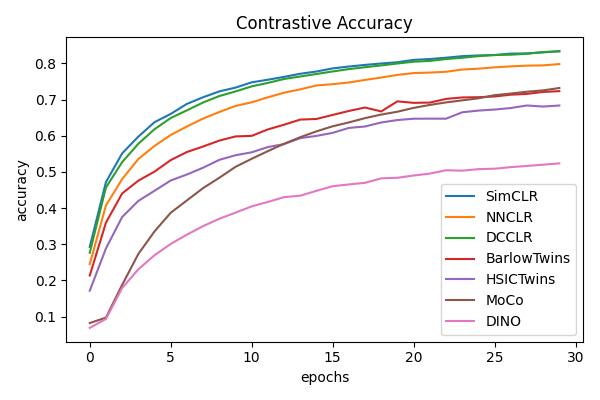 Contrastive Accuracy
accuracy
0.8
0.7
0.6
0.5
0.4
0.3
0.2
0.1
SimCLR
NNCLR
DCCLR
BarlowTwins
HSICTwins
MoCo
DINO
0 5 10 15 20 25 30
epochs